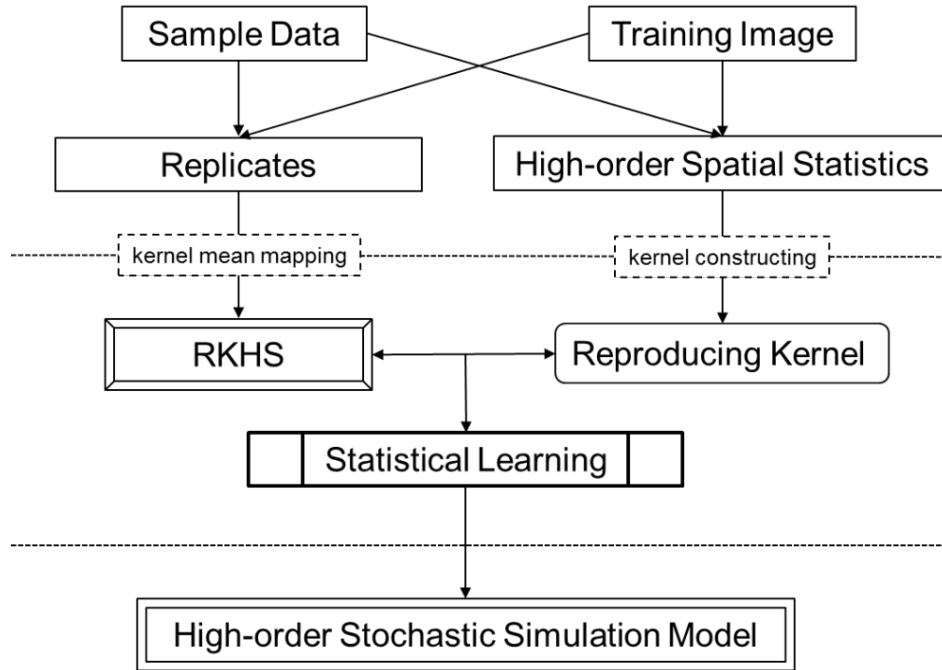 Sample Data
Training Image
Replicates
High-order Spatial Statistics
kernel mean mapping
kernel constructing
RKHS
Reproducing Kernel
Statistical Learning
High-order Stochastic Simulation Model